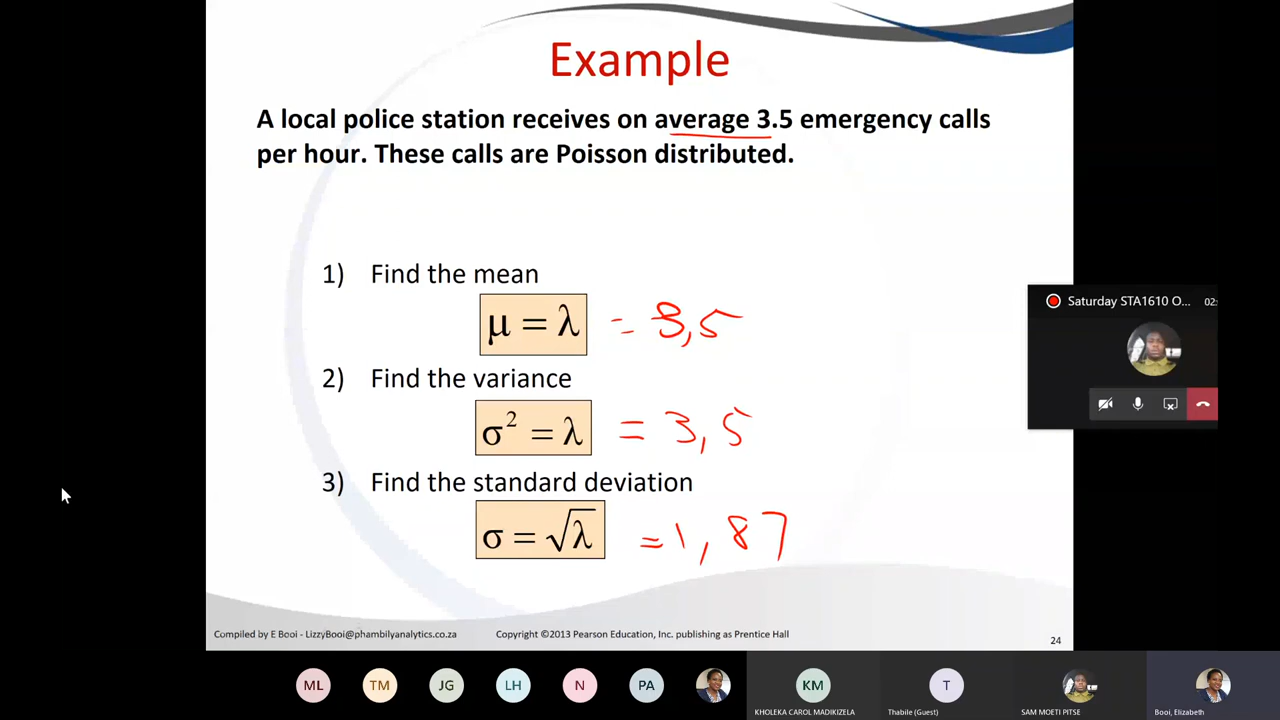 Example
A local police station receives on average 3.5 emergency calls
per hour. These calls are Poisson distributed.
1) Find the mean
μ = λ = 3,5
2) Find the variance
σ² = λ = 3,5
3) Find the standard deviation
σ = √λ = 1,87
Saturday STA1610 O... 02:
Compiled by E Booi - LizzyBooi@phambilyanalytics.co.za Copyright ©2013 Pearson Education, Inc. publishing as Prentice Hall 24
ML TM JG LH N PA KM T
KHOLEKA CAROL MADIKIZELA Thabile (Guest) SAM MOETI PITSE Booi, Elizabeth